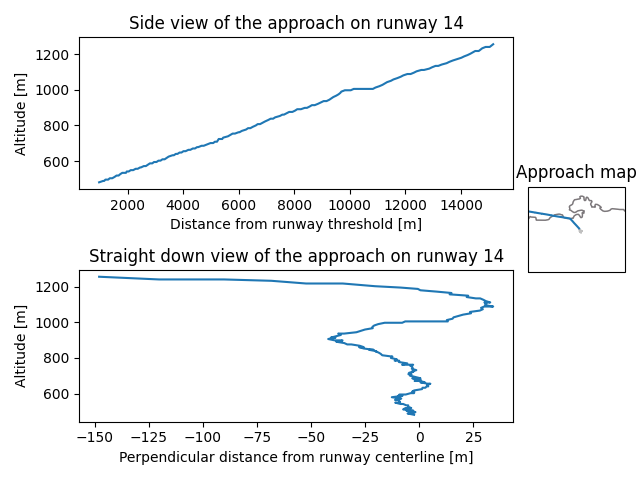 Side view of the approach on runway 14
Altitude [m]
1200
1000
800
600
2000 4000 6000 8000 10000 12000 14000
Distance from runway threshold [m]
Approach map
Straight down view of the approach on runway 14
Altitude [m]
1200
1000
800
600
−150 −125 −100 −75 −50 −25 0 25
Perpendicular distance from runway centerline [m]